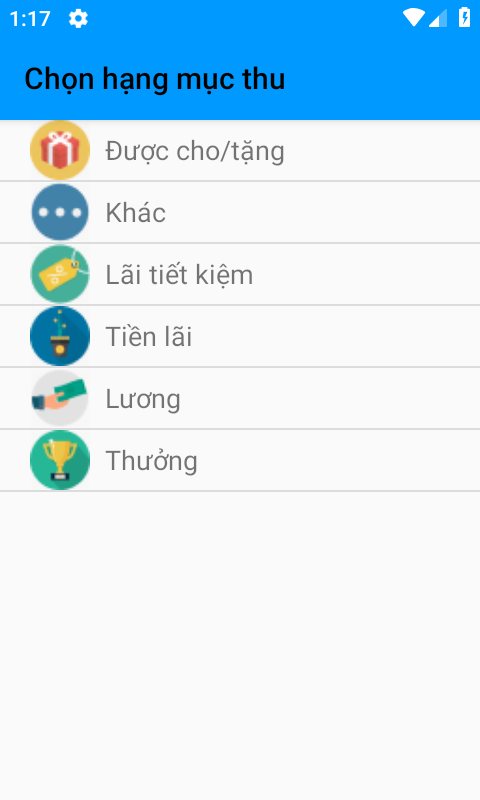 1:17
Chọn hạng mục thu
Được cho/tặng
Khác
Lãi tiết kiệm
Tiền lãi
Lương
Thưởng